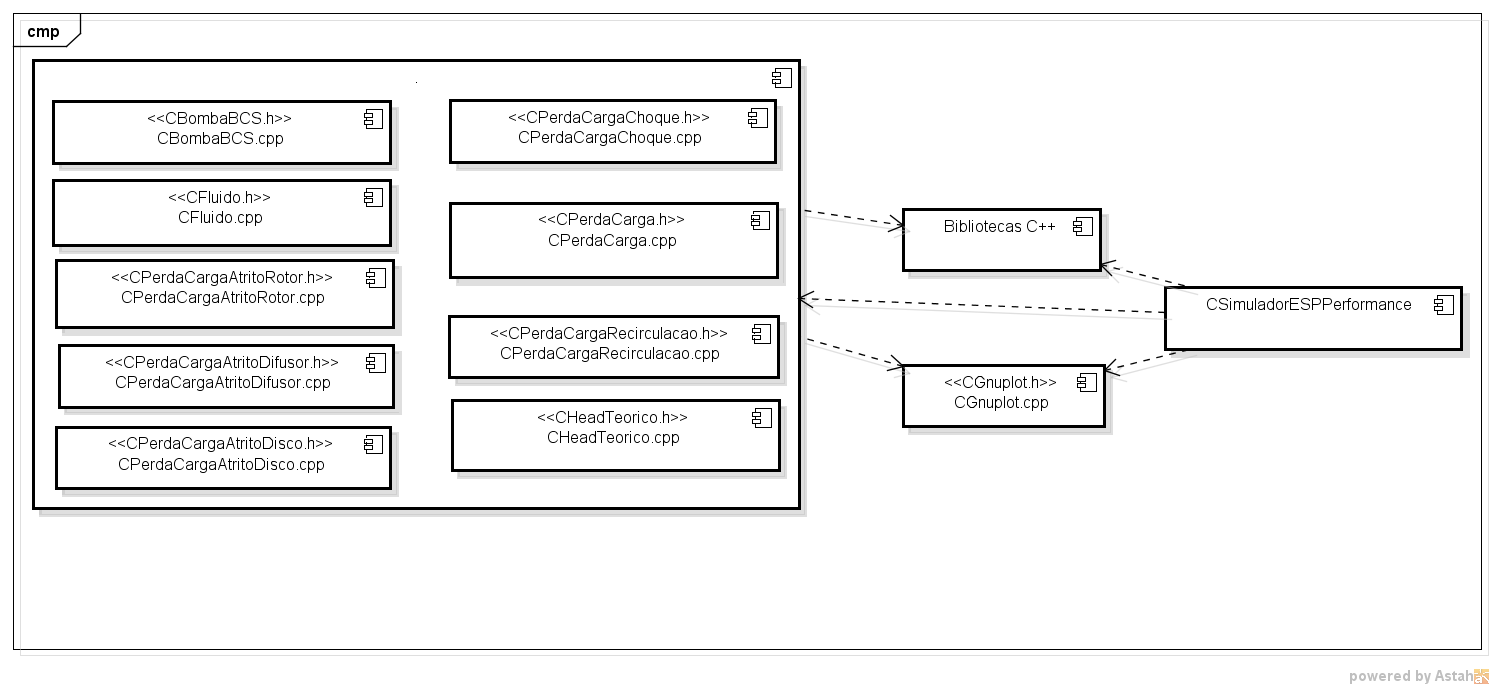 cmp
<<CBombaBCS.h>>
CBombaBCS.cpp
<<CFluido.h>>
CFluido.cpp
<<CPerdaCargaAtritoRotor.h>>
CPerdaCargaAtritoRotor.cpp
<<CPerdaCargaAtritoDifusor.h>>
CPerdaCargaAtritoDifusor.cpp
<<CPerdaCargaAtritoDisco.h>>
CPerdaCargaAtritoDisco.cpp
<<CPerdaCargaChoque.h>>
CPerdaCargaChoque.cpp
<<CPerdaCarga.h>>
CPerdaCarga.cpp
<<CPerdaCargaRecirculacao.h>>
CPerdaCargaRecirculacao.cpp
<<CHeadTeorico.h>>
CHeadTeorico.cpp
Bibliotecas C++
<<CGnuplot.h>>
CGnuplot.cpp
CSimuladorESPPerformance
powered by Astah